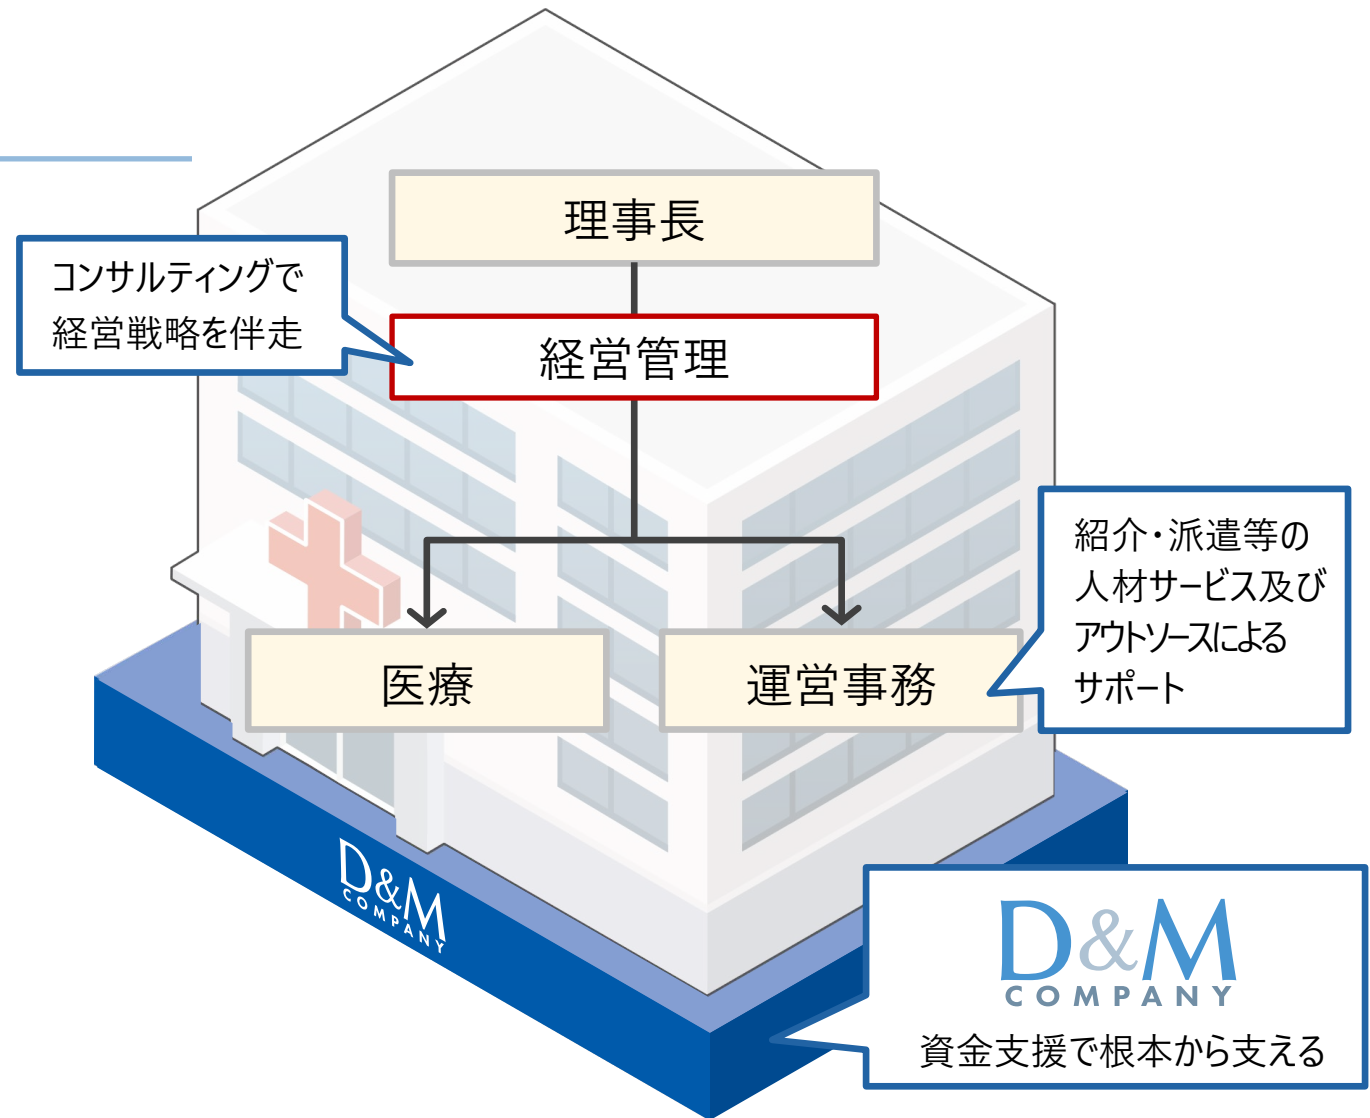 理事長
コンサルティングで
経営戦略を伴走
経営管理
紹介・派遣等の
人材サービス及び
アウトソースによる
サポート
医療
運営事務
D&M
COMPANY
D&M
COMPANY
資金支援で根本から支える